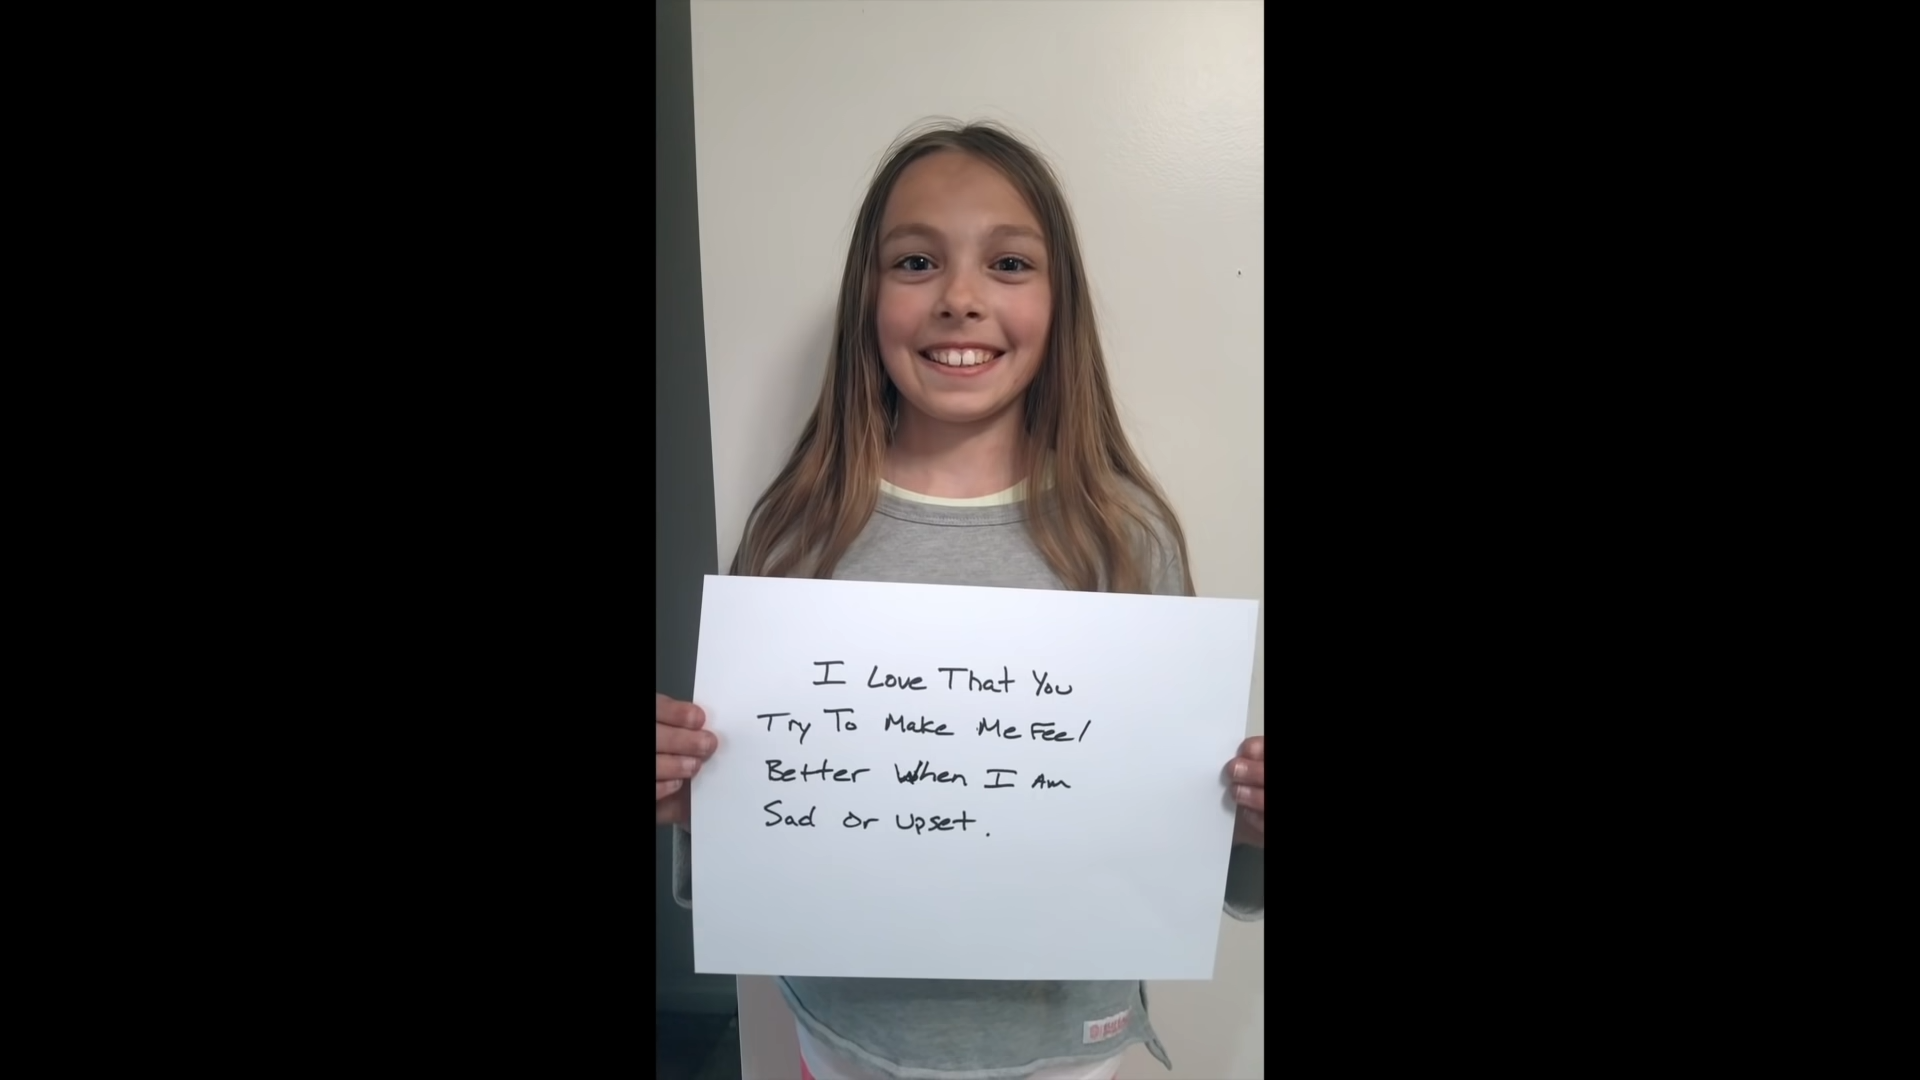 I Love That You
Try To Make Me Feel
Better When I Am
Sad or upset.